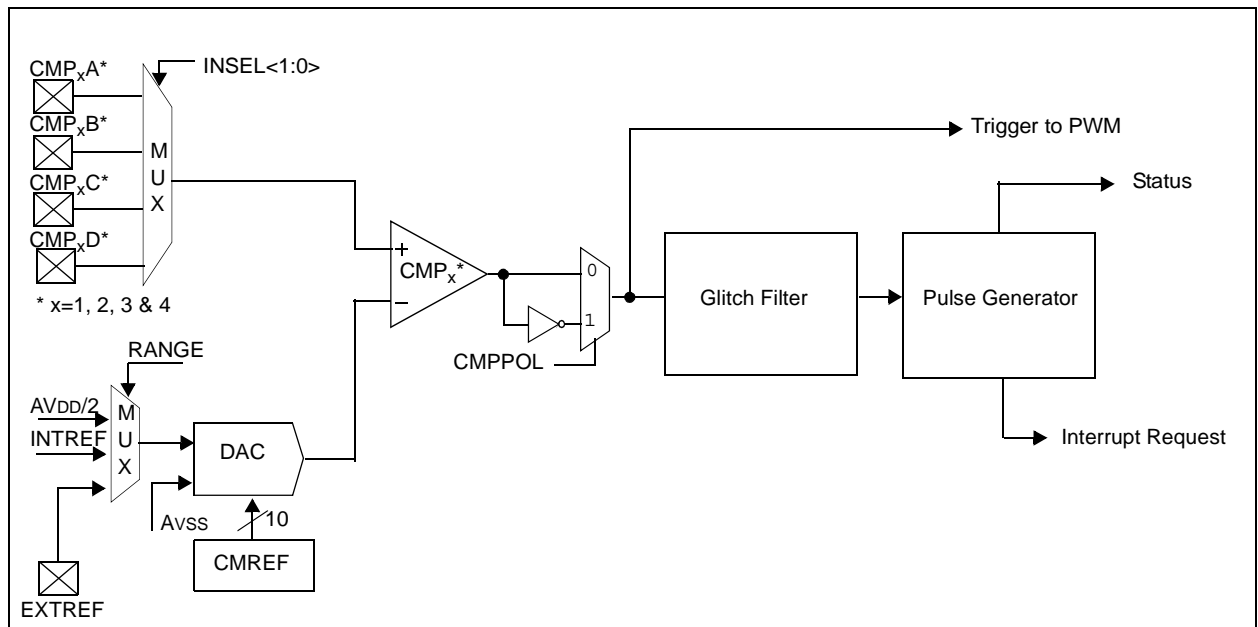 INSEL<1:0>
CMPxA*
CMPxB*
CMPxC*
CMPxD*
M
U
X
* x=1, 2, 3 & 4
RANGE
AVDD/2
INTREF
M
U
X
DAC
AVSS
10
CMREF
EXTREF
+
CMPx*
–
0
1
CMPPOL
Trigger to PWM
Glitch Filter
Pulse Generator
Status
Interrupt Request